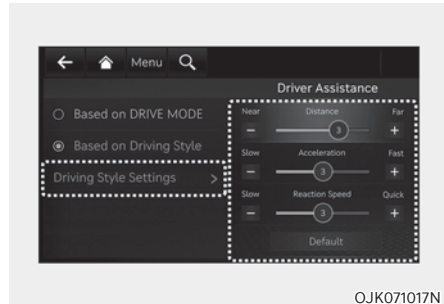 Menu
Driver Assistance
Based on DRIVE MODE
Based on Driving Style
Driving Style Settings >
Near Distance Far
− 3 +
Slow Acceleration Fast
− 3 +
Slow Reaction Speed Quick
− 3 +
Default
OJK071017N